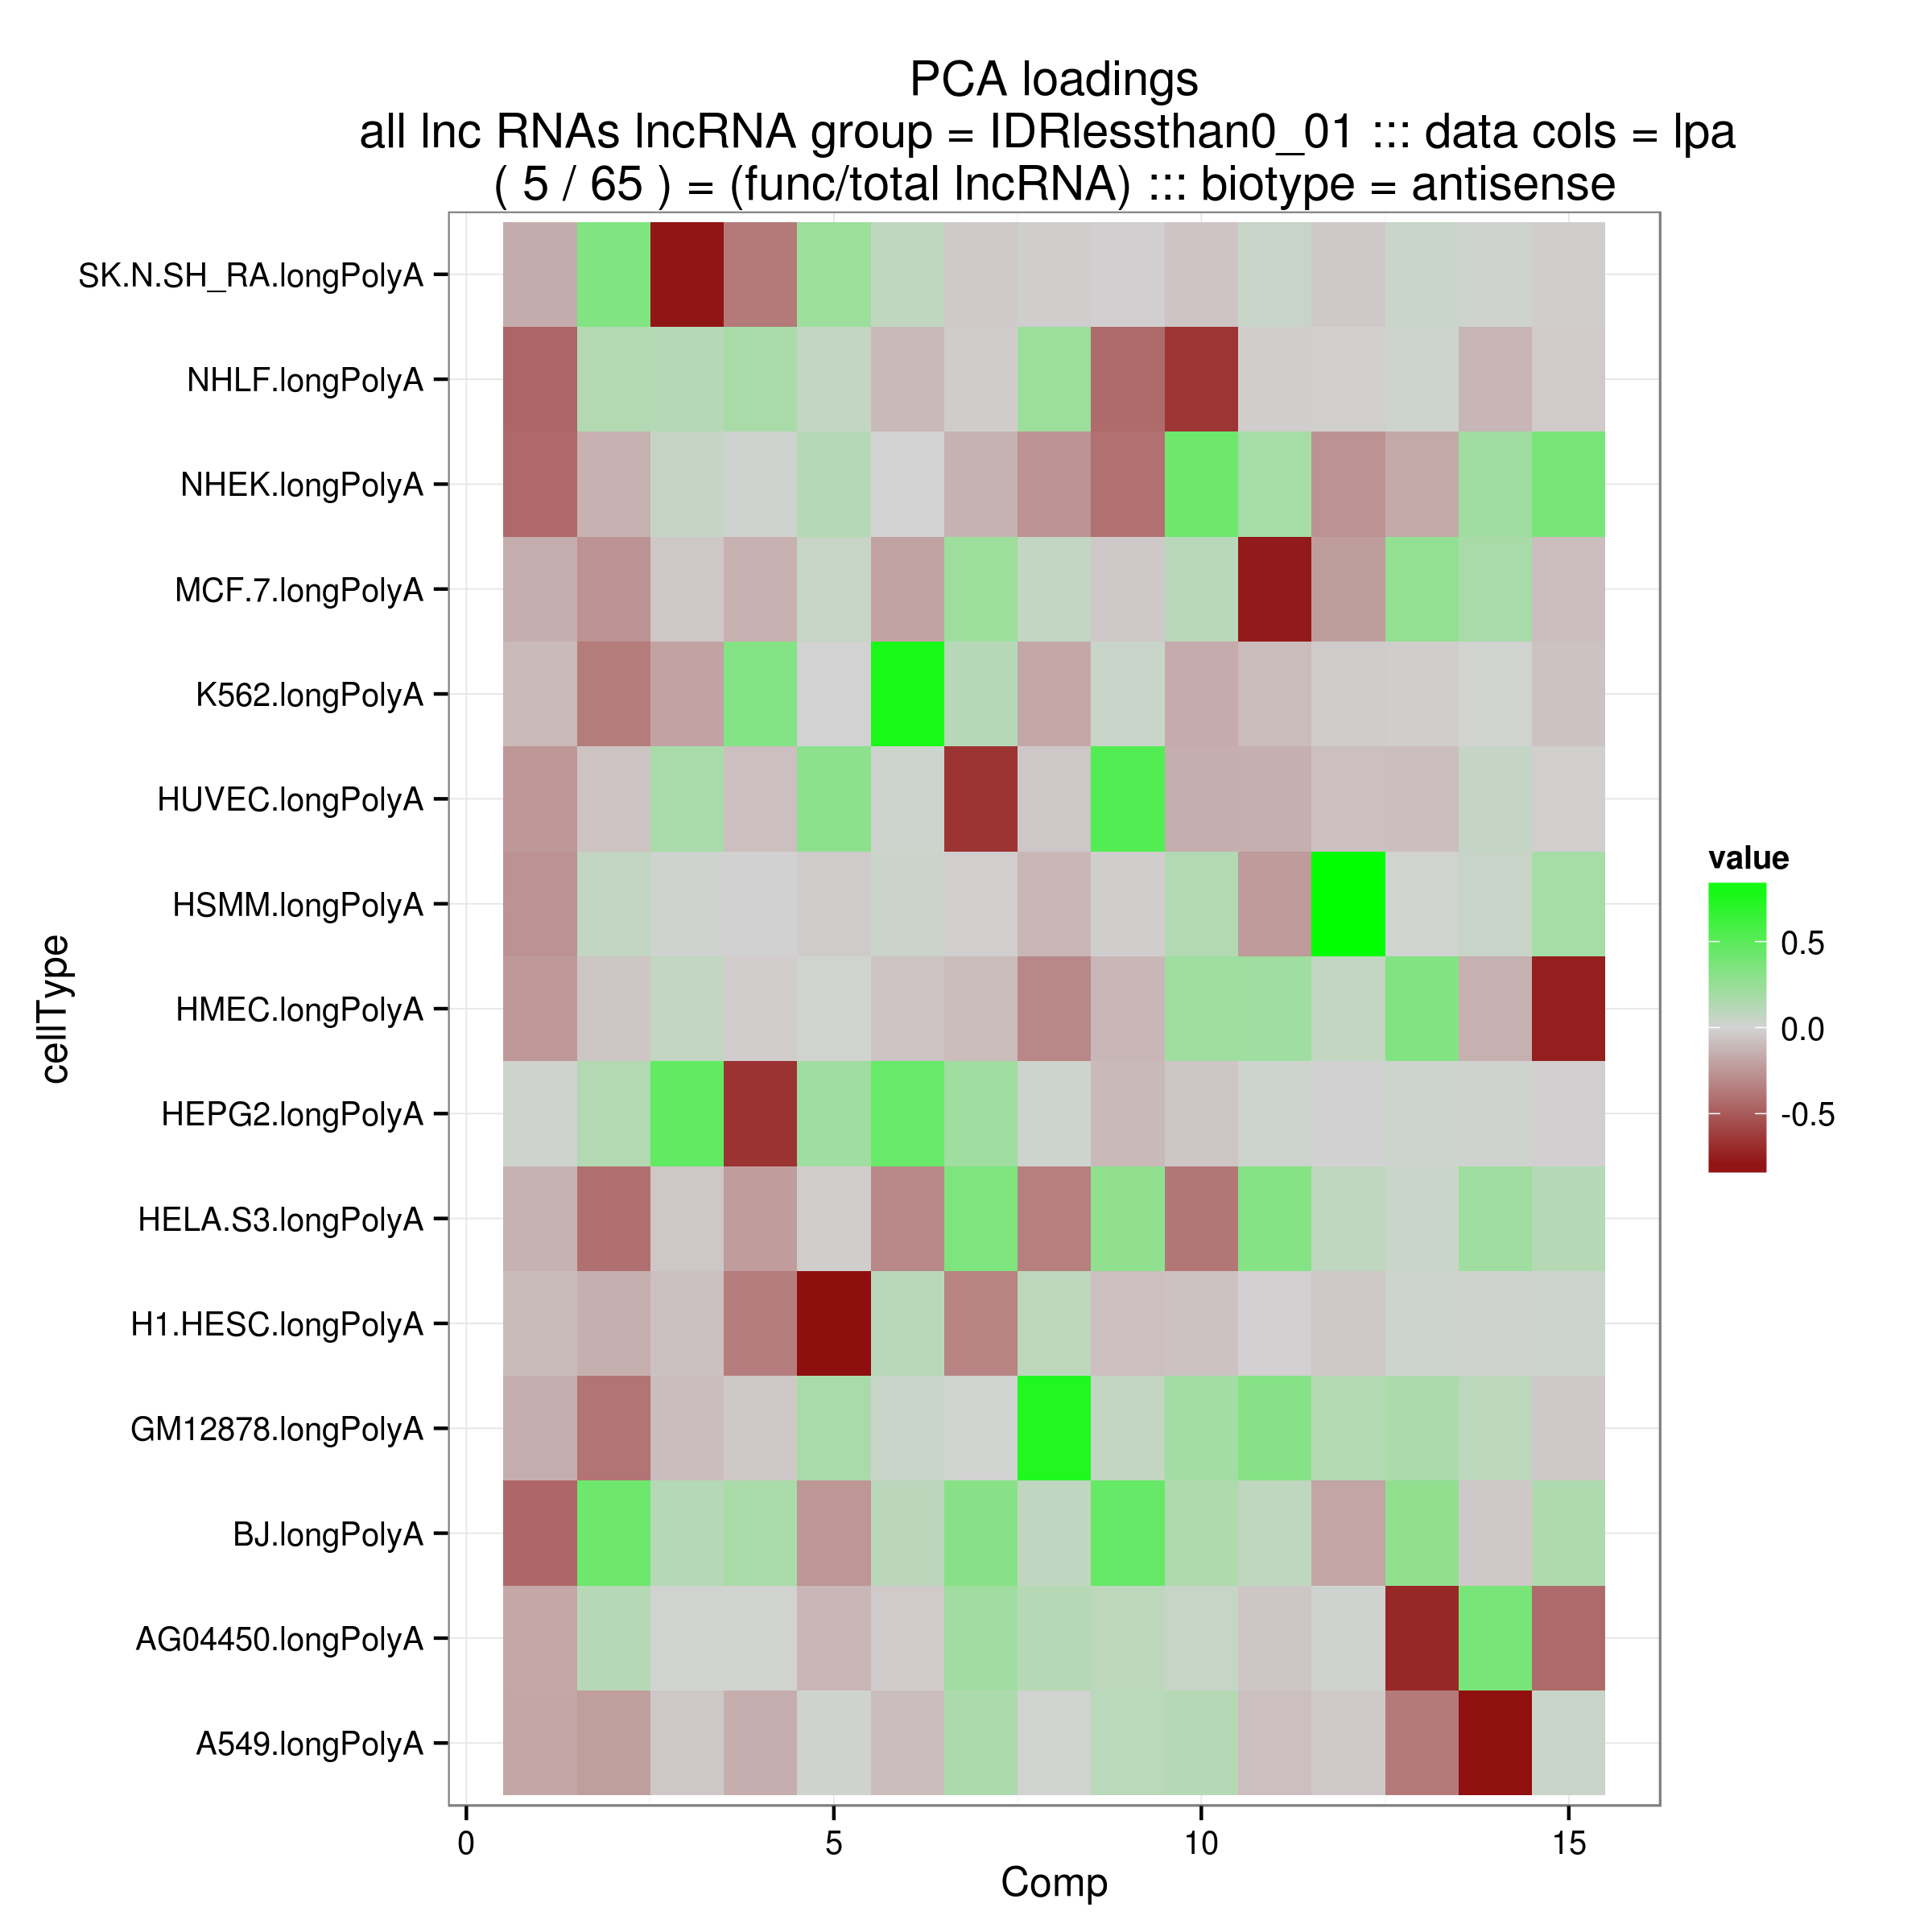 PCA loadings
all lnc RNAs lncRNA group = IDRlessthan0_01 ::: data cols = lpa
( 5 / 65 ) = (func/total lncRNA) ::: biotype = antisense
SK.N.SH_RA.longPolyA
NHLF.longPolyA
NHEK.longPolyA
MCF.7.longPolyA
K562.longPolyA
HUVEC.longPolyA
HSMM.longPolyA
HMEC.longPolyA
HEPG2.longPolyA
HELA.S3.longPolyA
H1.HESC.longPolyA
GM12878.longPolyA
BJ.longPolyA
AG04450.longPolyA
A549.longPolyA
cellType
0 5 10 15
Comp
value
0.5
0.0
-0.5